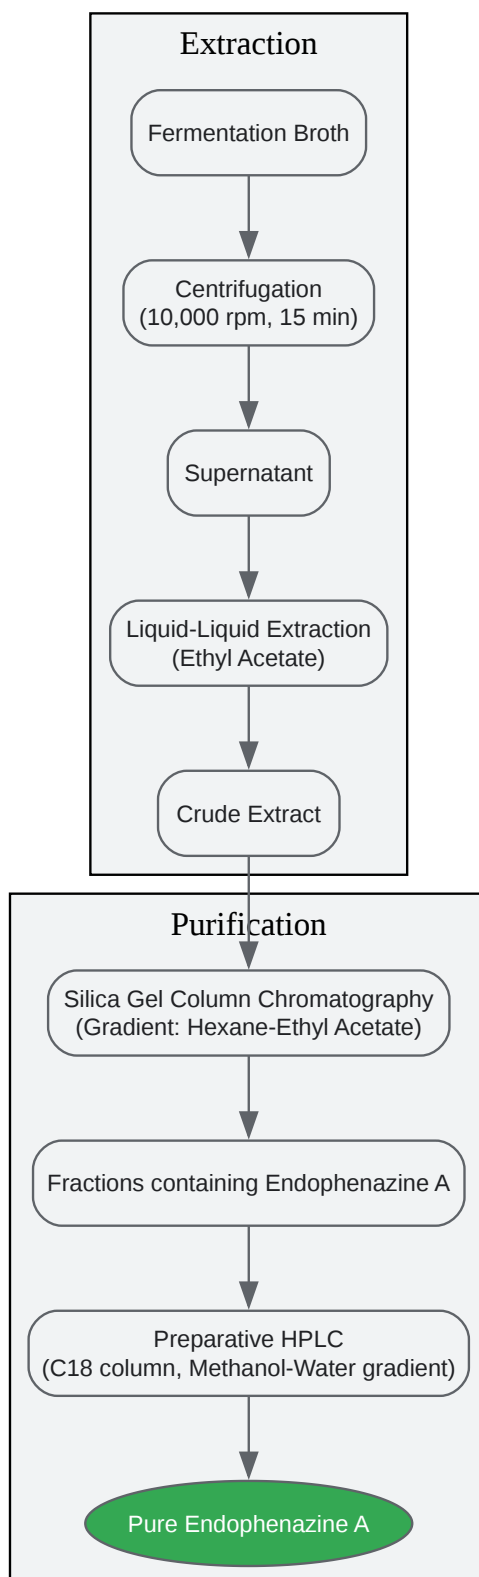 Extraction
Fermentation Broth
Centrifugation
(10,000 rpm, 15 min)
Supernatant
Liquid-Liquid Extraction
(Ethyl Acetate)
Crude Extract
Purification
Silica Gel Column Chromatography
(Gradient: Hexane-Ethyl Acetate)
Fractions containing Endophenazine A
Preparative HPLC
(C18 column, Methanol-Water gradient)
Pure Endophenazine A